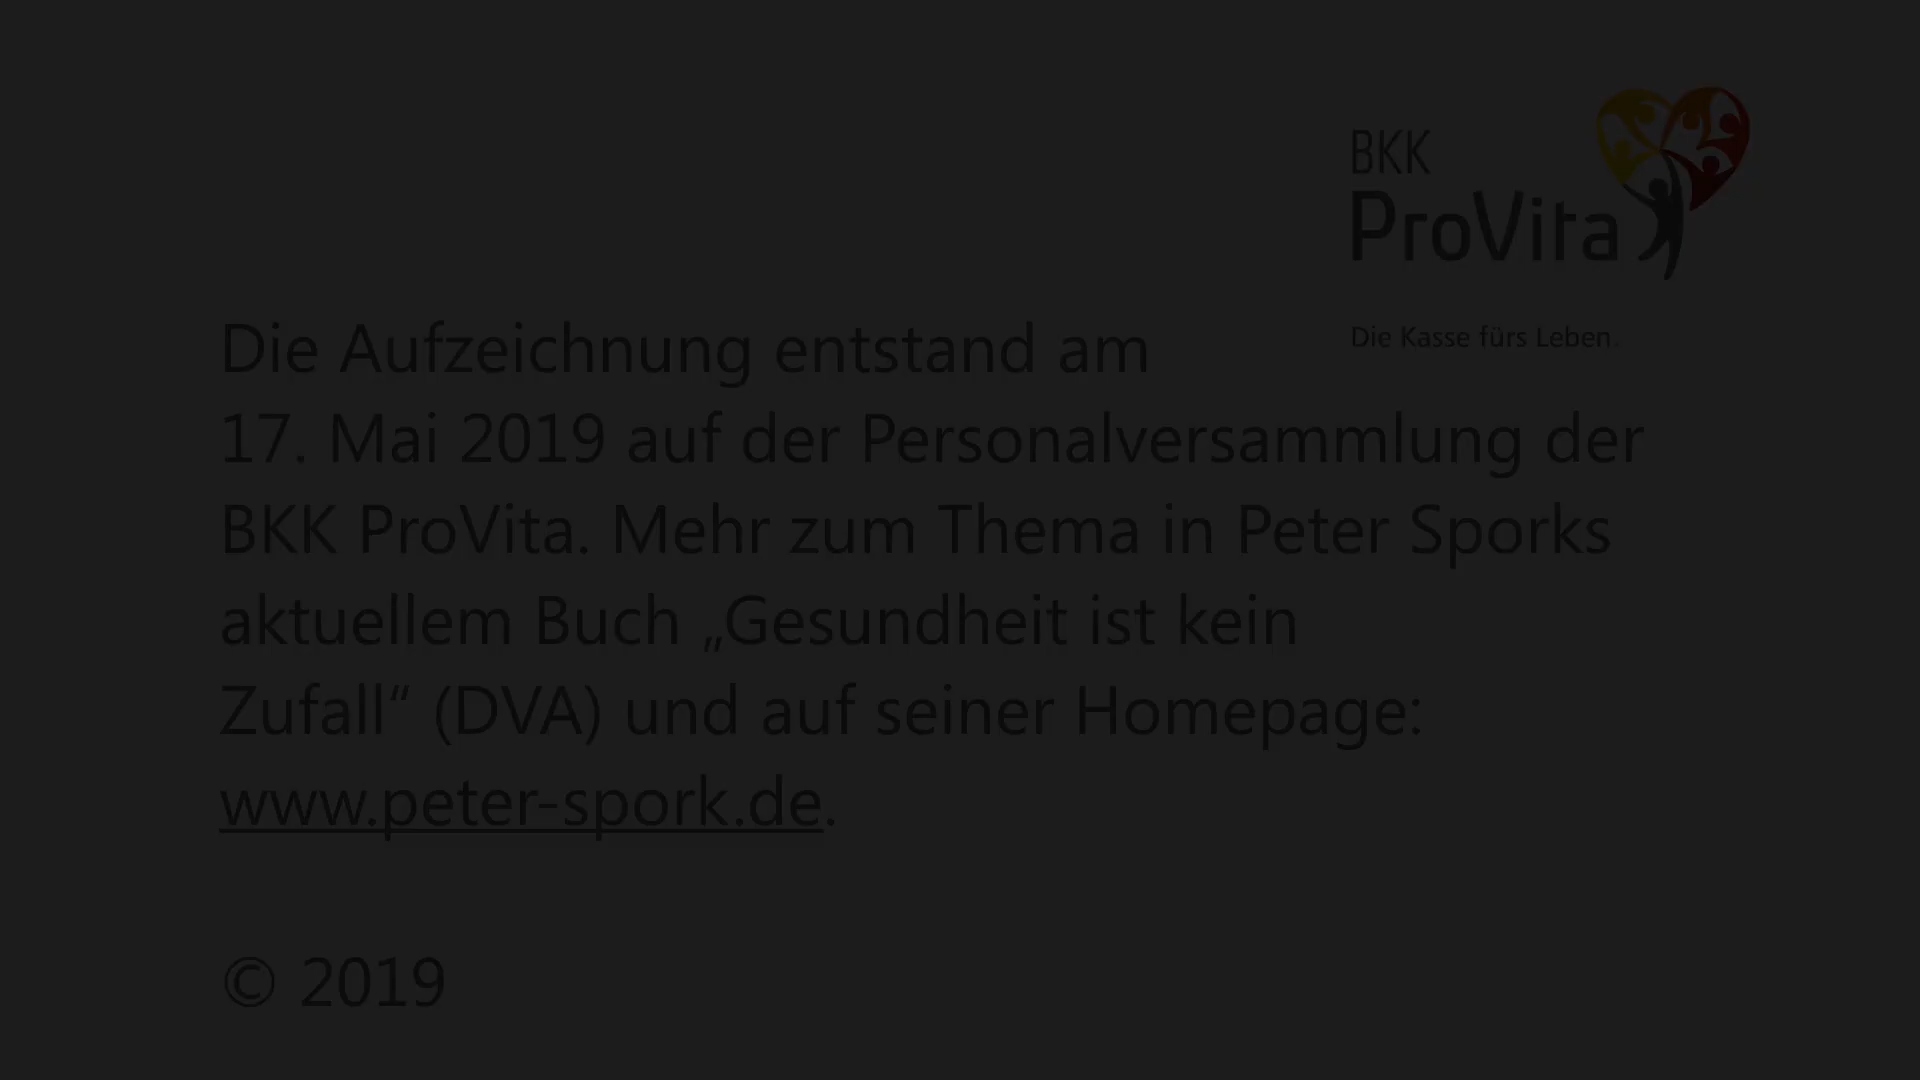 BKK
ProVita
Die Kasse fürs Leben.
Die Aufzeichnung entstand am
17. Mai 2019 auf der Personalversammlung der
BKK ProVita. Mehr zum Thema in Peter Sporks
aktuellem Buch „Gesundheit ist kein
Zufall“ (DVA) und auf seiner Homepage:
www.peter-spork.de.
© 2019